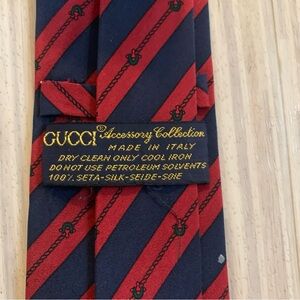 GUCCI® Accessory Collection
MADE IN ITALY
DRY CLEAN ONLY COOL IRON
DO NOT USE PETROLEUM SOLVENTS
100% SETA-SILK-SEIDE-SOIE